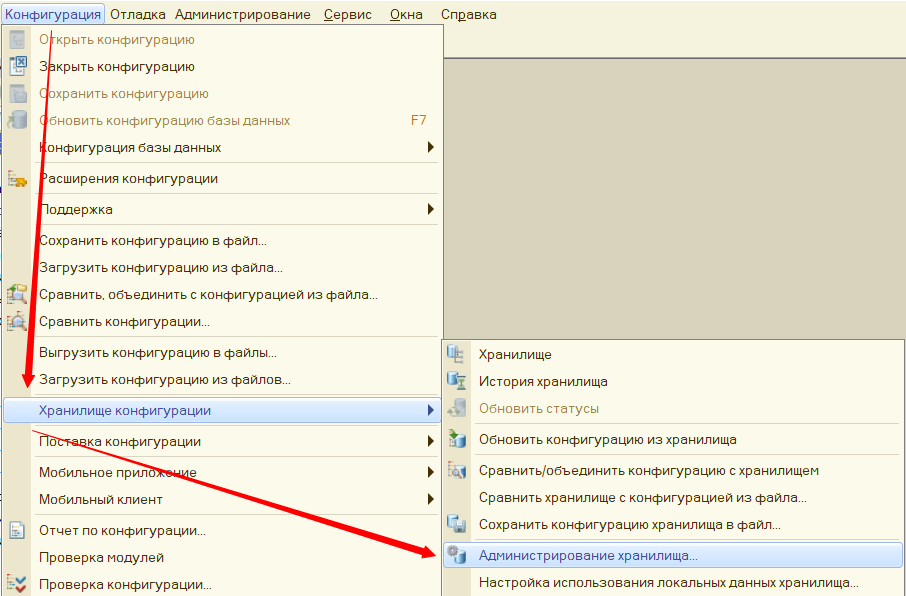 Конфигурация Отладка Администрирование Сервис Окна Справка
Открыть конфигурацию
Закрыть конфигурацию
Сохранить конфигурацию
Обновить конфигурацию базы данных F7
Конфигурация базы данных
Расширения конфигурации
Поддержка
Сохранить конфигурацию в файл...
Загрузить конфигурацию из файла...
Сравнить, объединить с конфигурацией из файла...
Сравнить конфигурации...
Выгрузить конфигурацию в файлы...
Загрузить конфигурацию из файлов...
Хранилище конфигурации
Поставка конфигурации
Мобильное приложение
Мобильный клиент
Отчет по конфигурации...
Проверка модулей
Проверка конфигурации...
Хранилище
История хранилища
Обновить статусы
Обновить конфигурацию из хранилища
Сравнить/объединить конфигурацию с хранилищем
Сравнить хранилище с конфигурацией из файла...
Сохранить конфигурацию хранилища в файл...
Администрирование хранилища...
Настройка использования локальных данных хранилища...